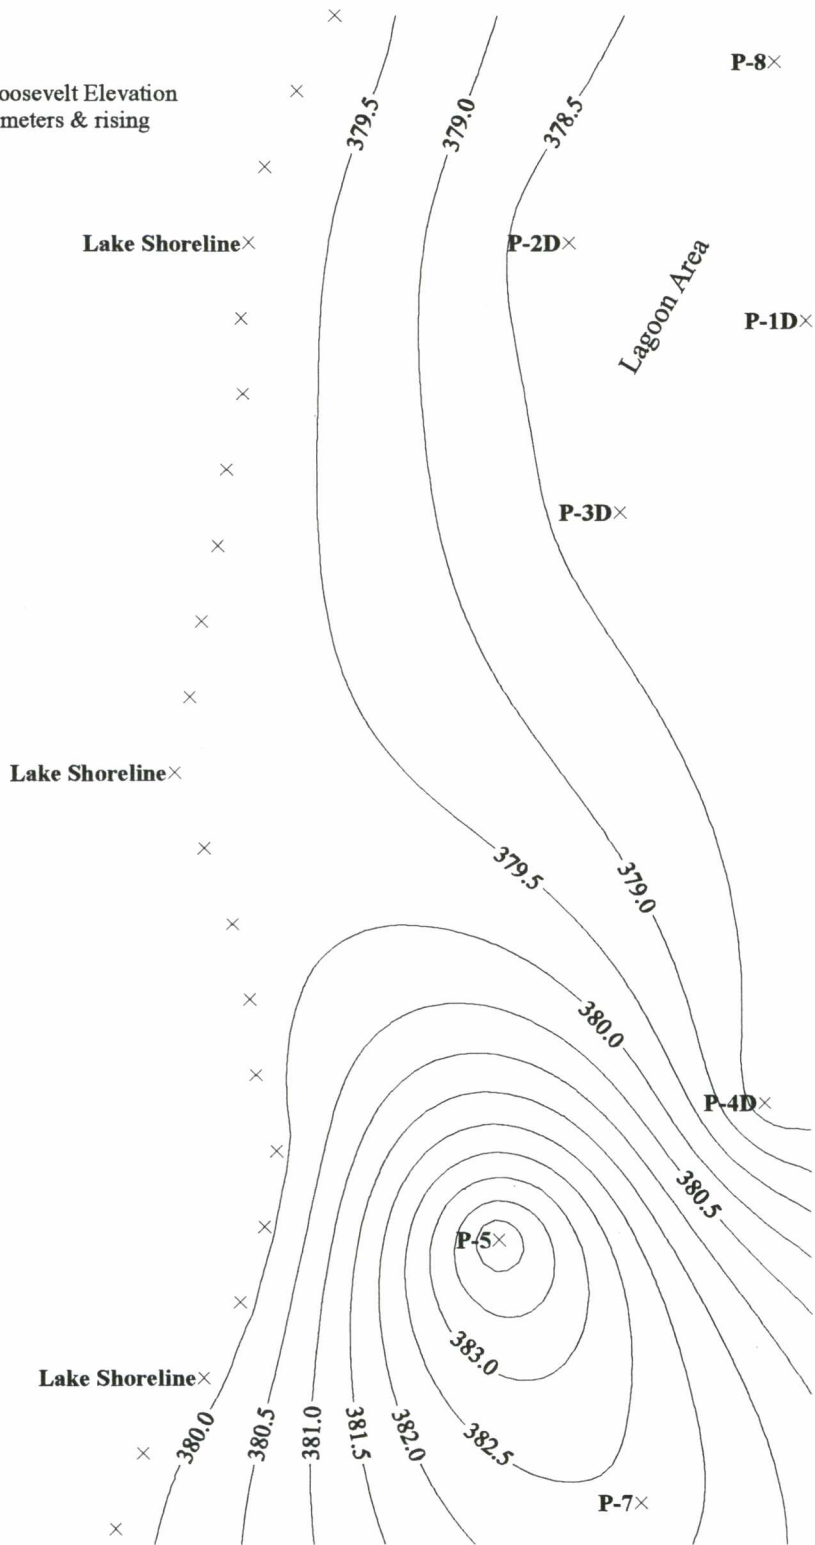 P-8
oosevelt Elevation
meters & rising
379.5
379.0
378.5
Lake Shoreline
P-2D
Lagoon Area
P-1D
P-3D
Lake Shoreline
379.5
379.0
380.0
P-4D
380.5
P-5
383.0
Lake Shoreline
380.0
380.5
381.0
381.5
382.0
382.5
P-7